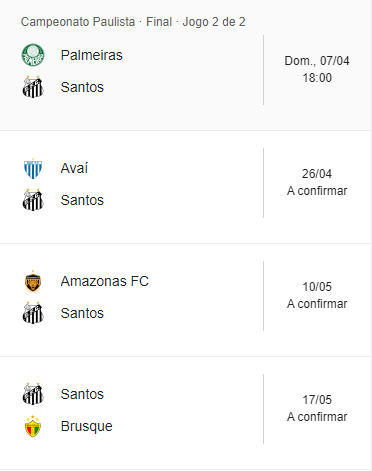 Campeonato Paulista · Final · Jogo 2 de 2
Palmeiras
Santos
Dom., 07/04
18:00
Avaí
Santos
26/04
A confirmar
Amazonas FC
Santos
10/05
A confirmar
Santos
Brusque
17/05
A confirmar